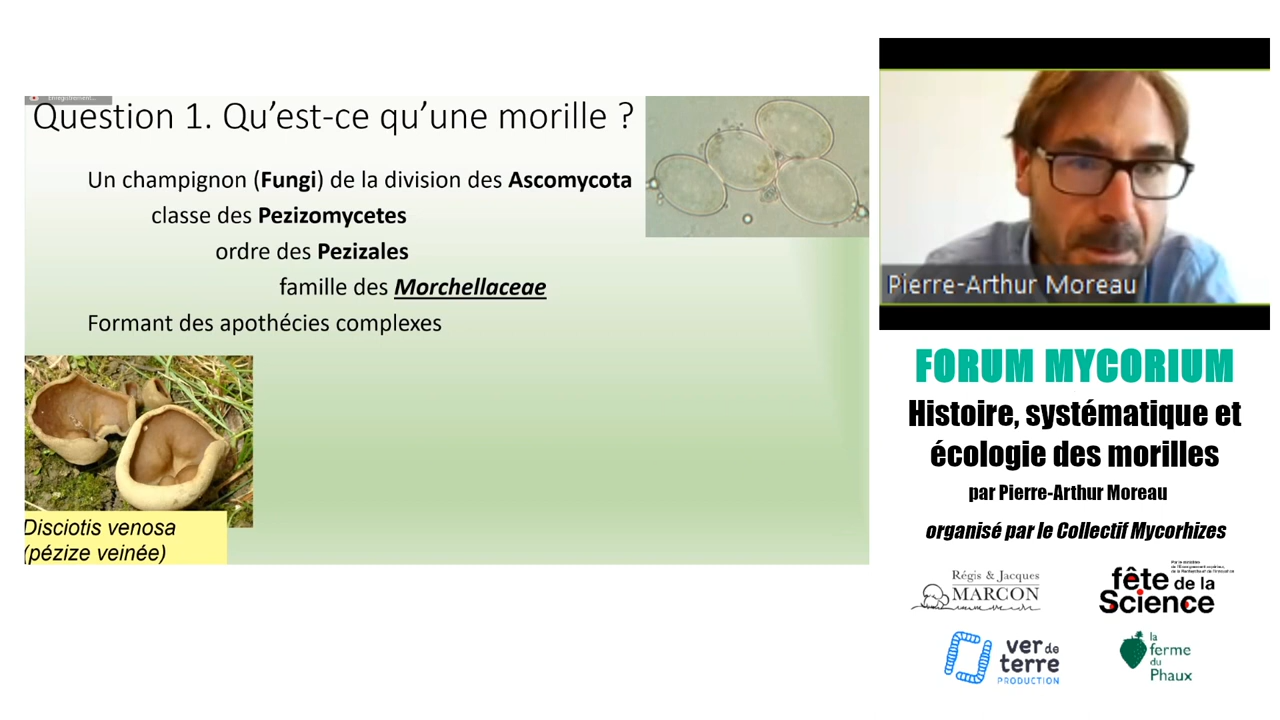 Enregistrement...
Question 1. Qu'est-ce qu'une morille ?
Un champignon (Fungi) de la division des Ascomycota
classe des Pezizomycetes
ordre des Pezizales
famille des Morchellaceae
Formant des apothécies complexes
Disciotis venosa
(pézize veinée)
Pierre-Arthur Moreau
FORUM MYCORIUM
Histoire, systématique et
écologie des morilles
par Pierre-Arthur Moreau
organisé par le Collectif Mycorhizes
Régis & Jacques
MARCON
fête de la
Science
ver de
terre
PRODUCTION
la
ferme
du
Phaux